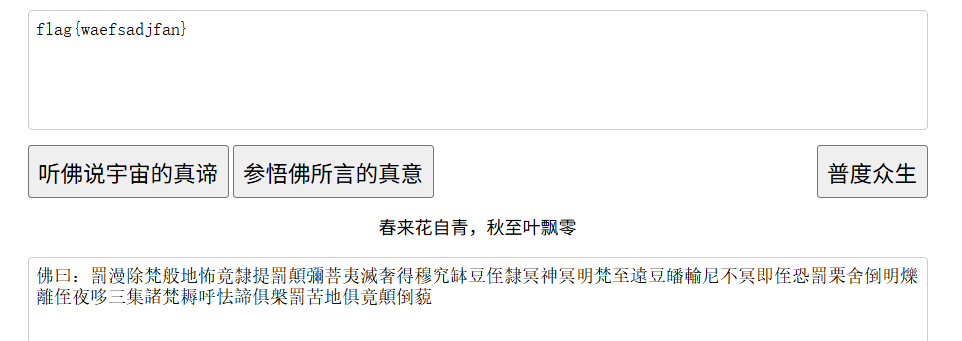 flag{waefsadjfan}
听佛说宇宙的真谛 参悟佛所言的真意 普度众生
春来花自青，秋至叶飘零
佛曰：罰漫除梵般地怖竟隸提罰顛彌菩夷滅奢得穆究缽豆侄隸冥神冥明梵至遠豆皤輸尼不冥即侄恐罰栗舍倒明爍
離侄夜哆三集諸梵耨呼怯諦俱槃罰苦地俱竟顛倒藐